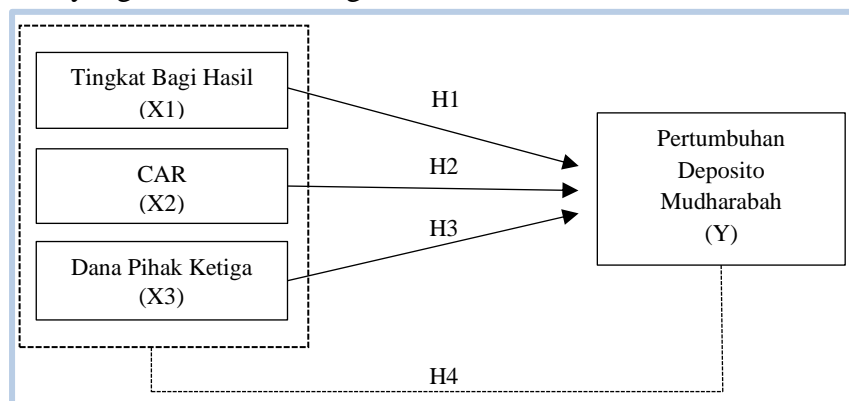 Tingkat Bagi Hasil
(X1)
CAR
(X2)
Dana Pihak Ketiga
(X3)
H1
H2
H3
Pertumbuhan
Deposito
Mudharabah
(Y)
H4